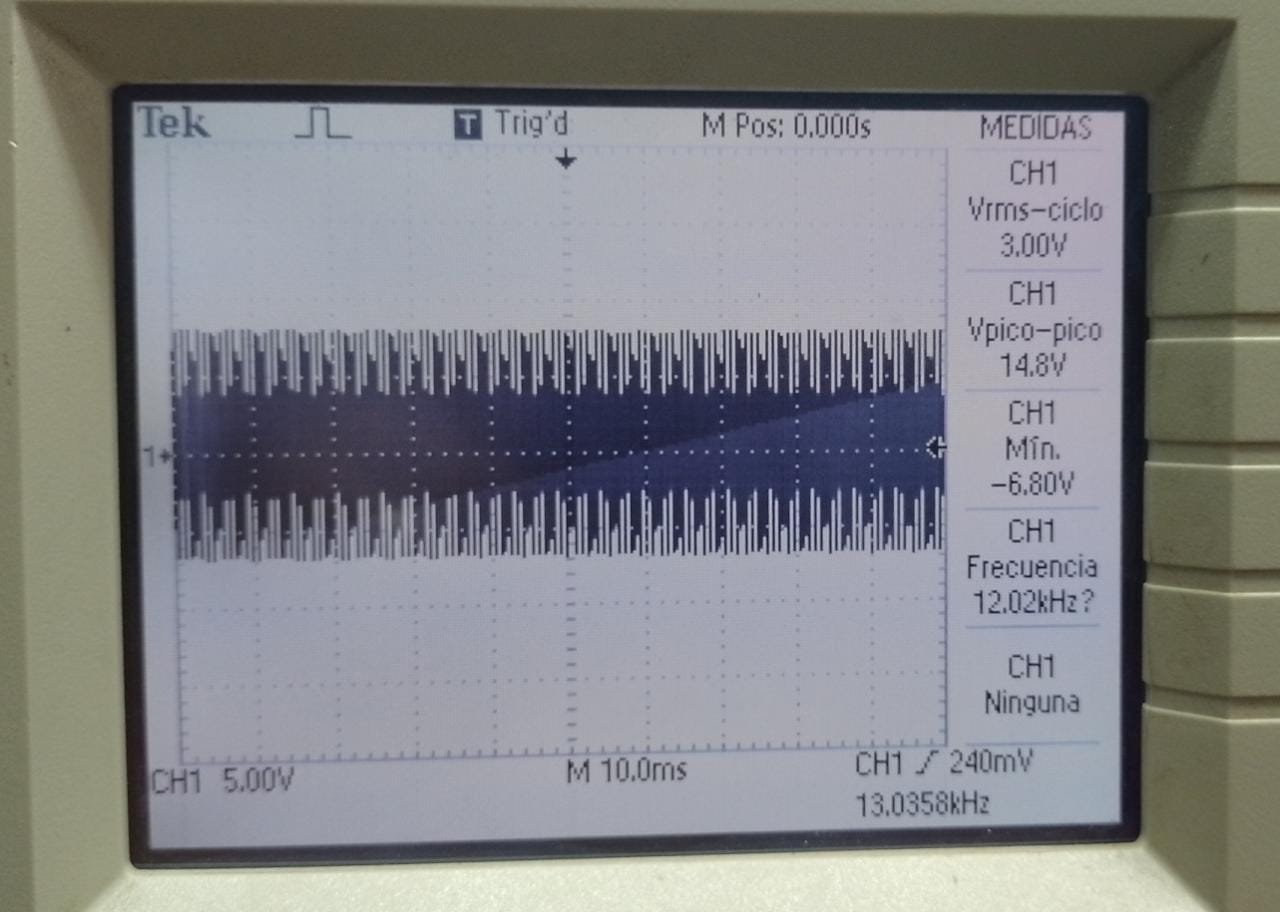 Tek T Trig'd M Pos: 0.000s MEDIDAS
CH1
Vrms-ciclo
3.00V
CH1
Vpico-pico
14.8V
CH1
Mín.
-6.80V
CH1
Frecuencia
12.02kHz?
CH1
Ninguna
1
CH1 5.00V M 10.0ms CH1 240mV
13.0358kHz